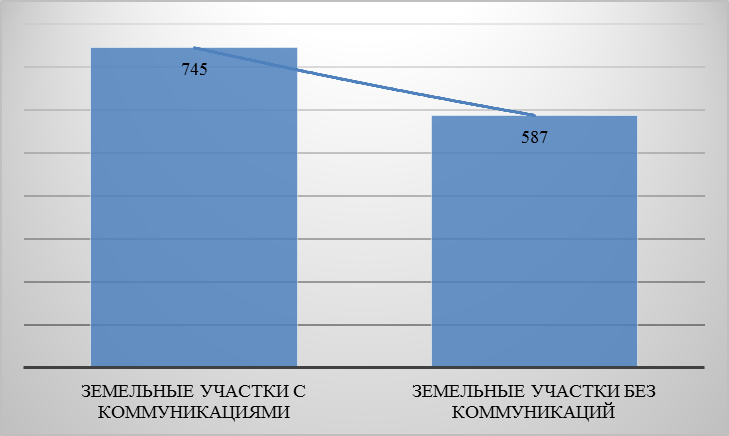 745
587
ЗЕМЕЛЬНЫЕ УЧАСТКИ С
КОММУНИКАЦИЯМИ
ЗЕМЕЛЬНЫЕ УЧАСТКИ БЕЗ
КОММУНИКАЦИЙ